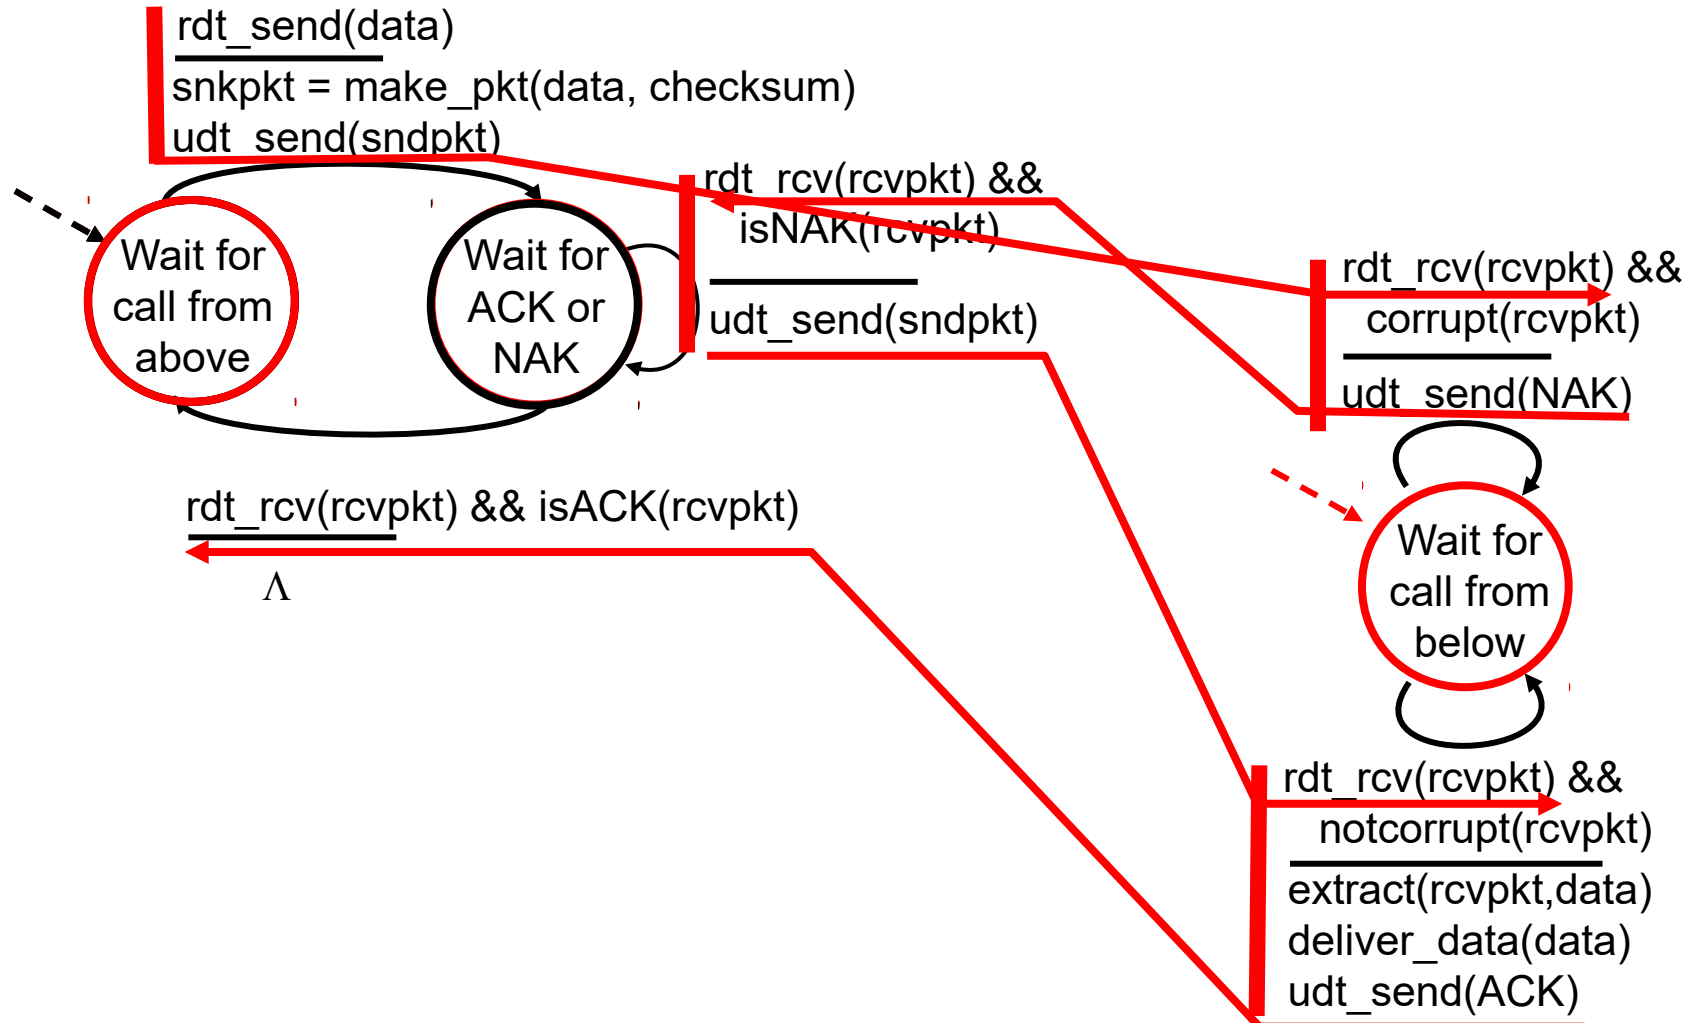 rdt_send(data)
snkpkt = make_pkt(data, checksum)
udt_send(sndpkt)
rdt_rcv(rcvpkt) &&
isNAK(rcvpkt)
udt_send(sndpkt)
Wait for
call from
above
Wait for
ACK or
NAK
rdt_rcv(rcvpkt) && isACK(rcvpkt)
Λ
rdt_rcv(rcvpkt) &&
corrupt(rcvpkt)
udt_send(NAK)
Wait for
call from
below
rdt_rcv(rcvpkt) &&
notcorrupt(rcvpkt)
extract(rcvpkt,data)
deliver_data(data)
udt_send(ACK)